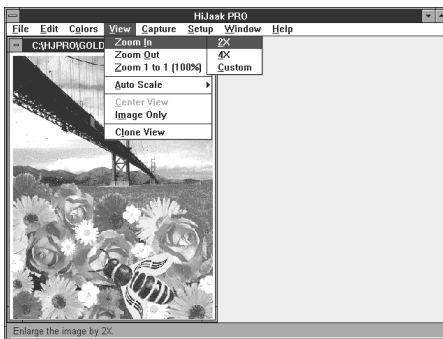 HiJaak PRO
File Edit Colors View Capture Setup Window Help
C:\HJPRO\GOLD
Zoom In
Zoom Out
Zoom 1 to 1 (100%)
Auto Scale
Center View
Image Only
Clone View
2X
4X
Custom
Enlarge the image by 2X.